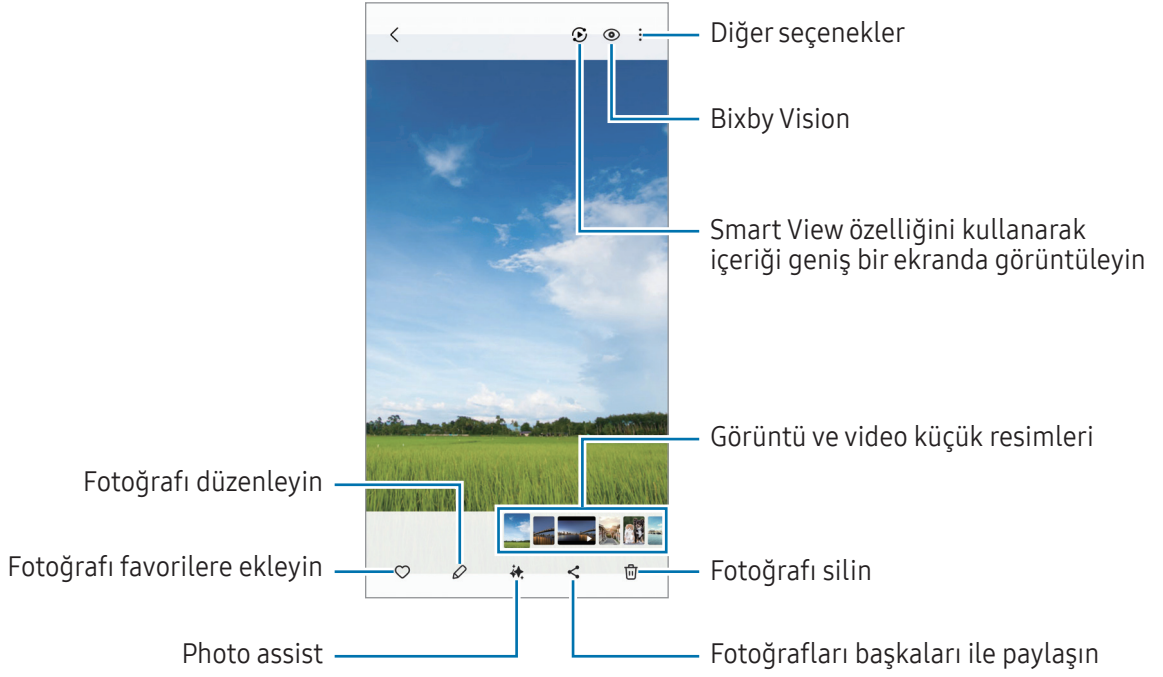 Diğer seçenekler
Bixby Vision
Smart View özelliğini kullanarak
içeriği geniş bir ekranda görüntüleyin
Görüntü ve video küçük resimleri
Fotoğrafı düzenleyin
Fotoğrafı favorilere ekleyin
Fotoğrafı silin
Photo assist
Fotoğrafları başkaları ile paylaşın